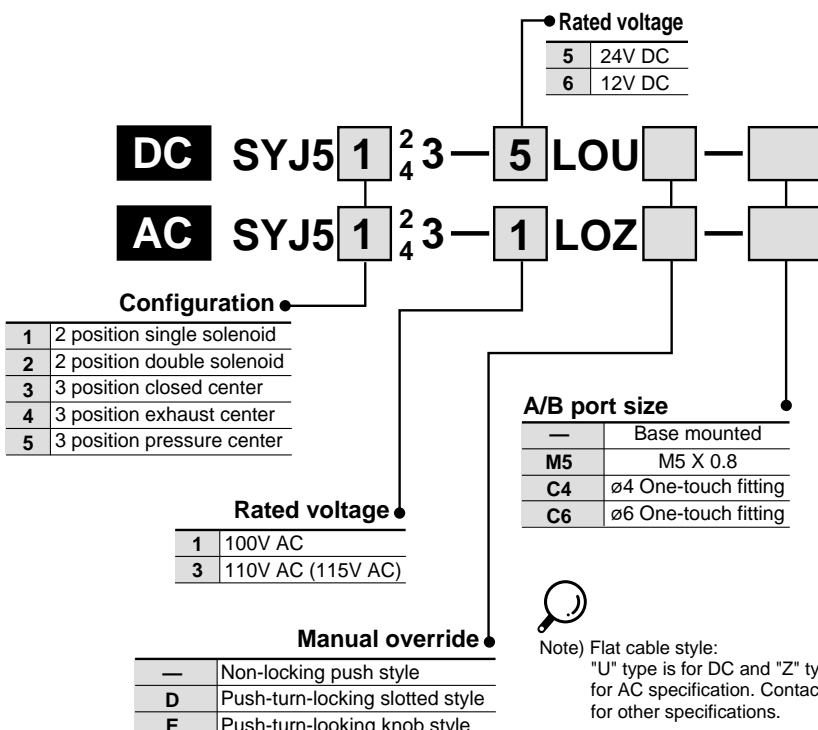 Rated voltage
5 24V DC
6 12V DC
DC SYJ5 1 2/4 3 — 5 LOU —
AC SYJ5 1 2/4 3 — 1 LOZ —
Configuration
1 2 position single solenoid
2 2 position double solenoid
3 3 position closed center
4 3 position exhaust center
5 3 position pressure center
A/B port size
— Base mounted
M5 M5 X 0.8
C4 ø4 One-touch fitting
C6 ø6 One-touch fitting
Rated voltage
1 100V AC
3 110V AC (115V AC)
Manual override
— Non-locking push style
D Push-turn-locking slotted style
E Push-turn-looking knob style
Note) Flat cable style:
"U" type is for DC and "Z" ty
for AC specification. Contac
for other specifications.